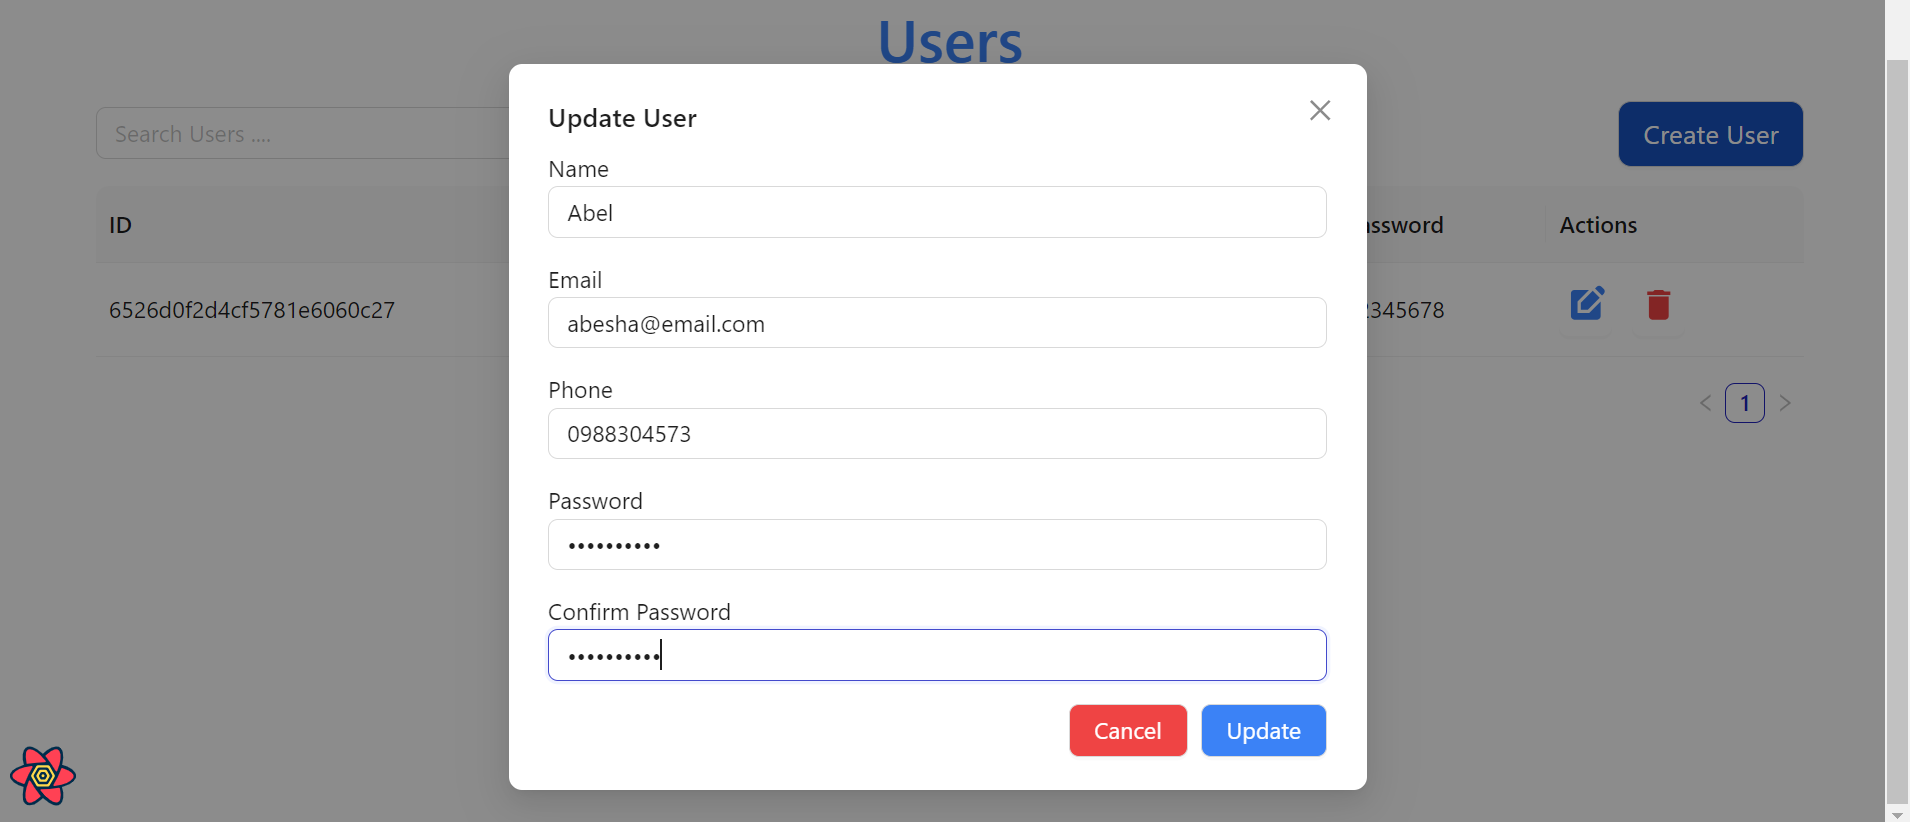 Users
Search Users ....
Create User
ID
ssword
Actions
6526d0f2d4cf5781e6060c27
2345678
1
Update User
Name
Abel
Email
abesha@email.com
Phone
0988304573
Password
••••••••••
Confirm Password
••••••••••
Cancel
Update